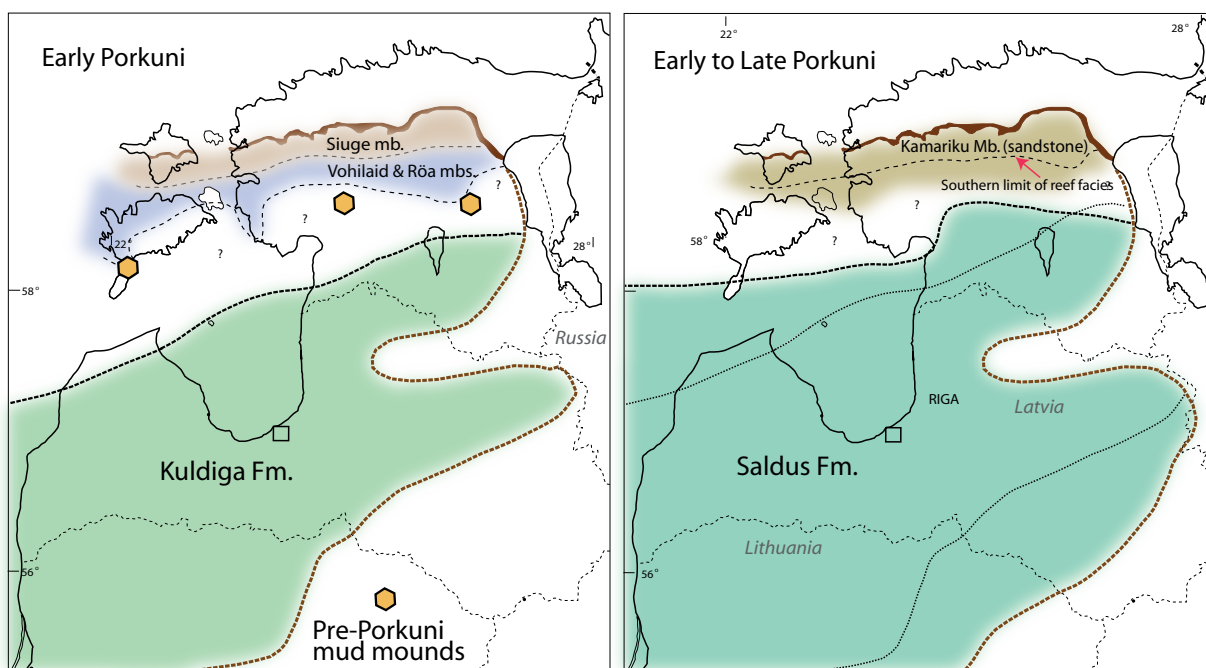 Early Porkuni
Siuge mb.
Vohilaid & Röa mbs.
?
?
?
22
28°
58°
Russia
Kuldiga Fm.
56°
Pre-Porkuni
mud mounds
22°
28°
Early to Late Porkuni
Kamariku Mb. (sandstone)
Southern limit of reef facies
?
?
?
58°
RIGA
Latvia
Saldus Fm.
Lithuania
56°